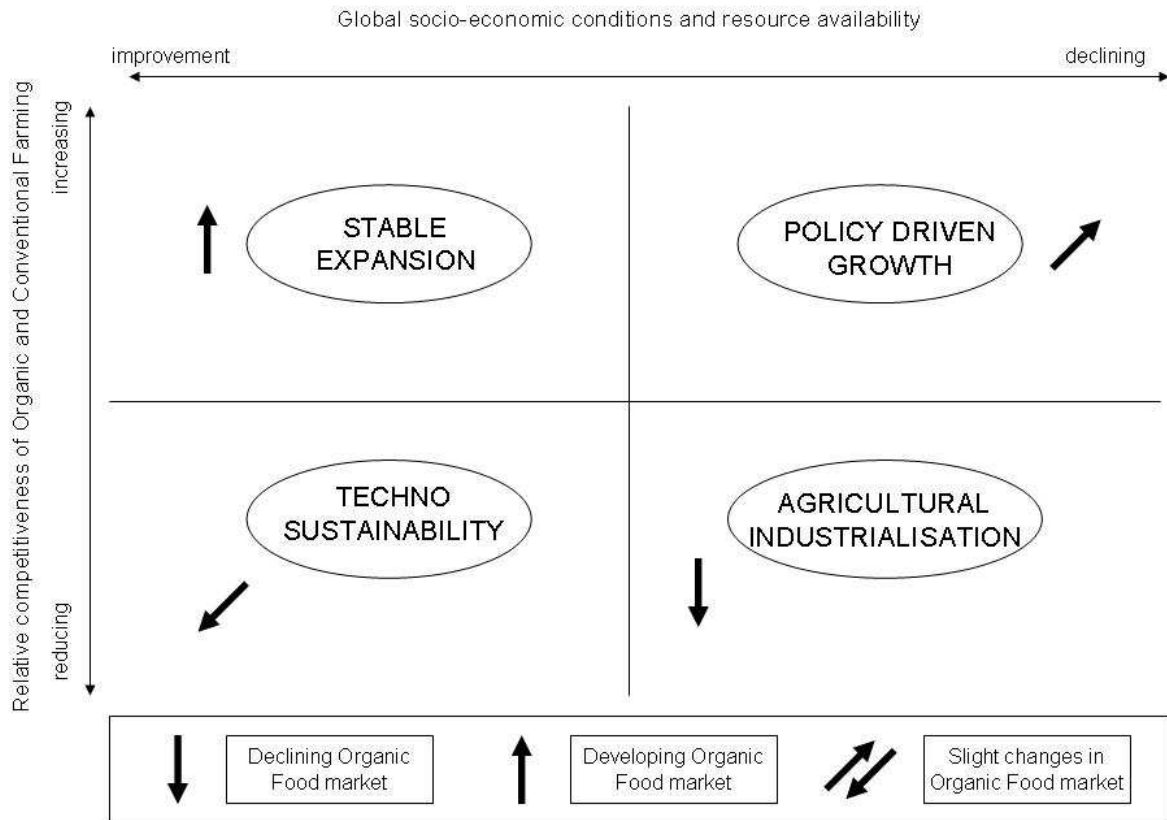 Global socio-economic conditions and resource availability
improvement
declining
Relative competitiveness of Organic and Conventional Farming
increasing
reducing
STABLE
EXPANSION
POLICY DRIVEN
GROWTH
TECHNO
SUSTAINABILITY
AGRICULTURAL
INDUSTRIALISATION
Declining Organic
Food market
Developing Organic
Food market
Slight changes in
Organic Food market